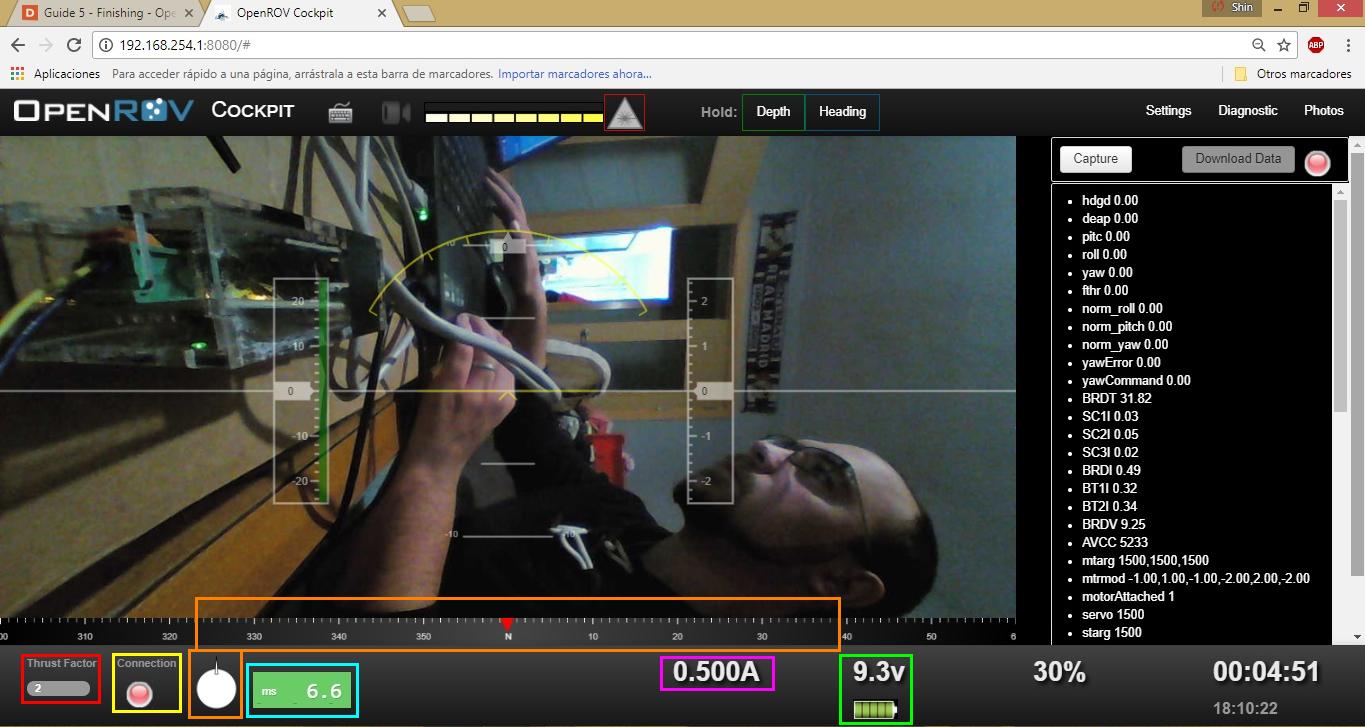 Guide 5 - Finishing - Ope
OpenROV Cockpit
Shin
192.168.254.1:8080/#
ABP
Aplicaciones
Para acceder rápido a una página, arrástrala a esta barra de marcadores. Importar marcadores ahora...
Otros marcadores
OPENROV COCKPIT
Hold: Depth Heading
Settings Diagnostic Photos
Capture
Download Data
hdgd 0.00
deap 0.00
pitc 0.00
roll 0.00
yaw 0.00
fthr 0.00
norm_roll 0.00
norm_pitch 0.00
norm_yaw 0.00
yawError 0.00
yawCommand 0.00
BRDT 31.82
SC1I 0.03
SC2I 0.05
SC3I 0.02
BRDI 0.49
BT1I 0.32
BT2I 0.34
BRDV 9.25
AVCC 5233
mtarg 1500,1500,1500
mtrmod -1.00,1.00,-1.00,-2.00,2.00,-2.00
motorAttached 1
servo 1500
starg 1500
0
20
10
0
-10
-20
2
1
0
-1
-2
-10 -10
REAL MADRID
00 310 320 330 340 350 N 10 20 30 40 50 6
Thrust Factor
2
Connection
ms 6.6
0.500A
9.3v
30%
00:04:51
18:10:22